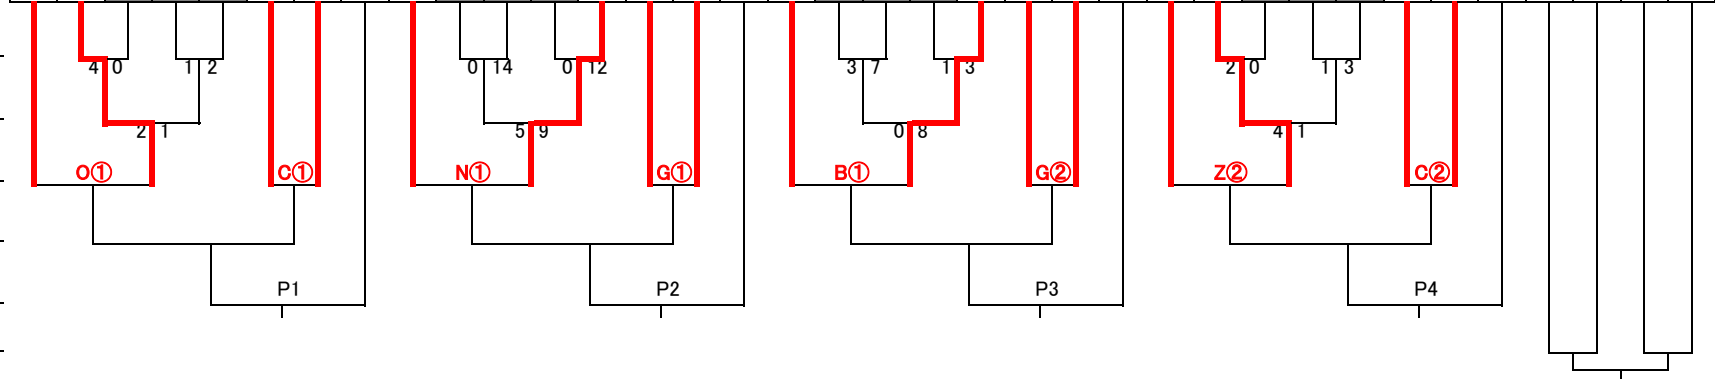 4 0 1 2 0 14 0 12 3 7 1 3 2 0 1 3
2 1 5 9 0 8 4 1
O① C① N① G① B① G② Z② C②
P1 P2 P3 P4